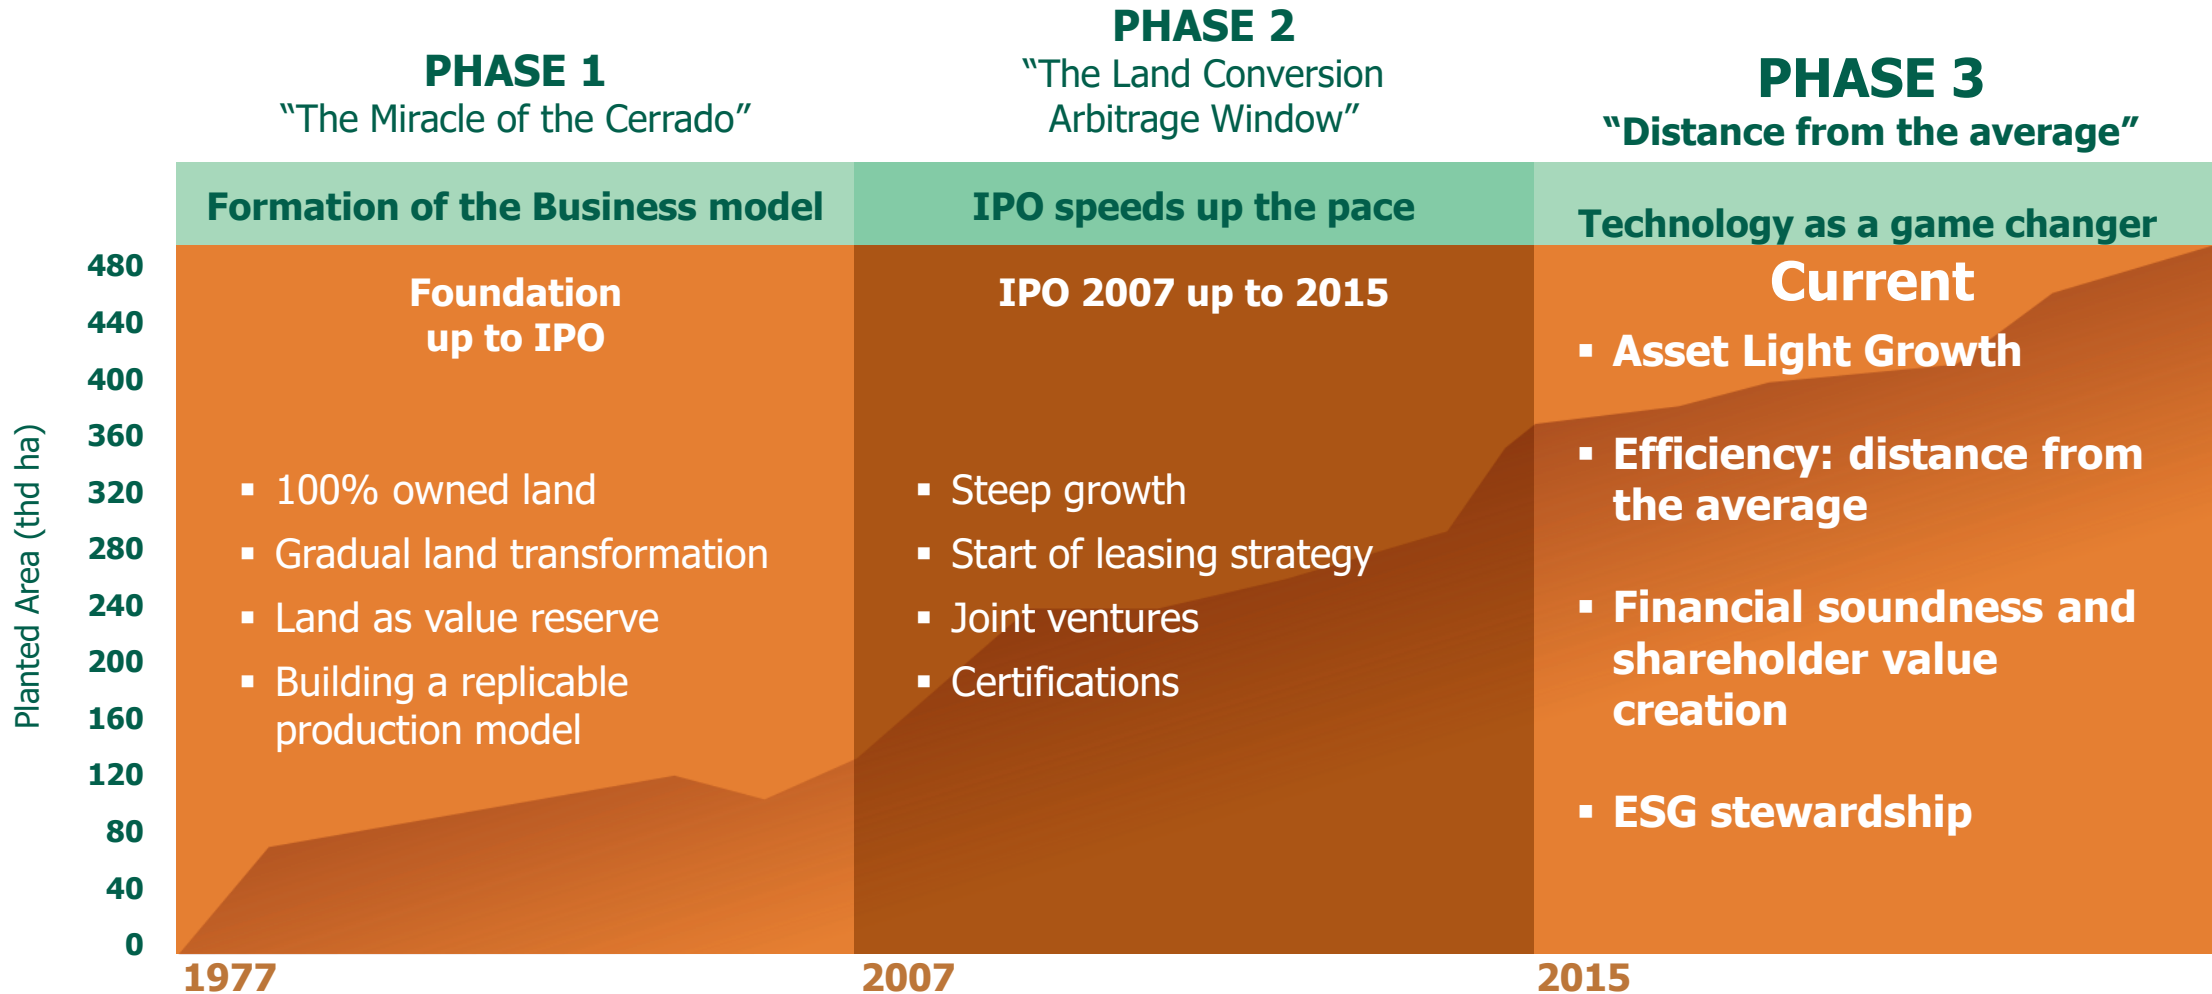 PHASE 1
“The Miracle of the Cerrado”
PHASE 2
“The Land Conversion
Arbitrage Window”
PHASE 3
“Distance from the average”
Formation of the Business model
IPO speeds up the pace
Technology as a game changer
Planted Area (thd ha)
480
440
400
360
320
280
240
200
160
120
80
40
0
Foundation
up to IPO
▪ 100% owned land
▪ Gradual land transformation
▪ Land as value reserve
▪ Building a replicable
production model
IPO 2007 up to 2015
▪ Steep growth
▪ Start of leasing strategy
▪ Joint ventures
▪ Certifications
Current
▪ Asset Light Growth
▪ Efficiency: distance from
the average
▪ Financial soundness and
shareholder value
creation
▪ ESG stewardship
1977
2007
2015